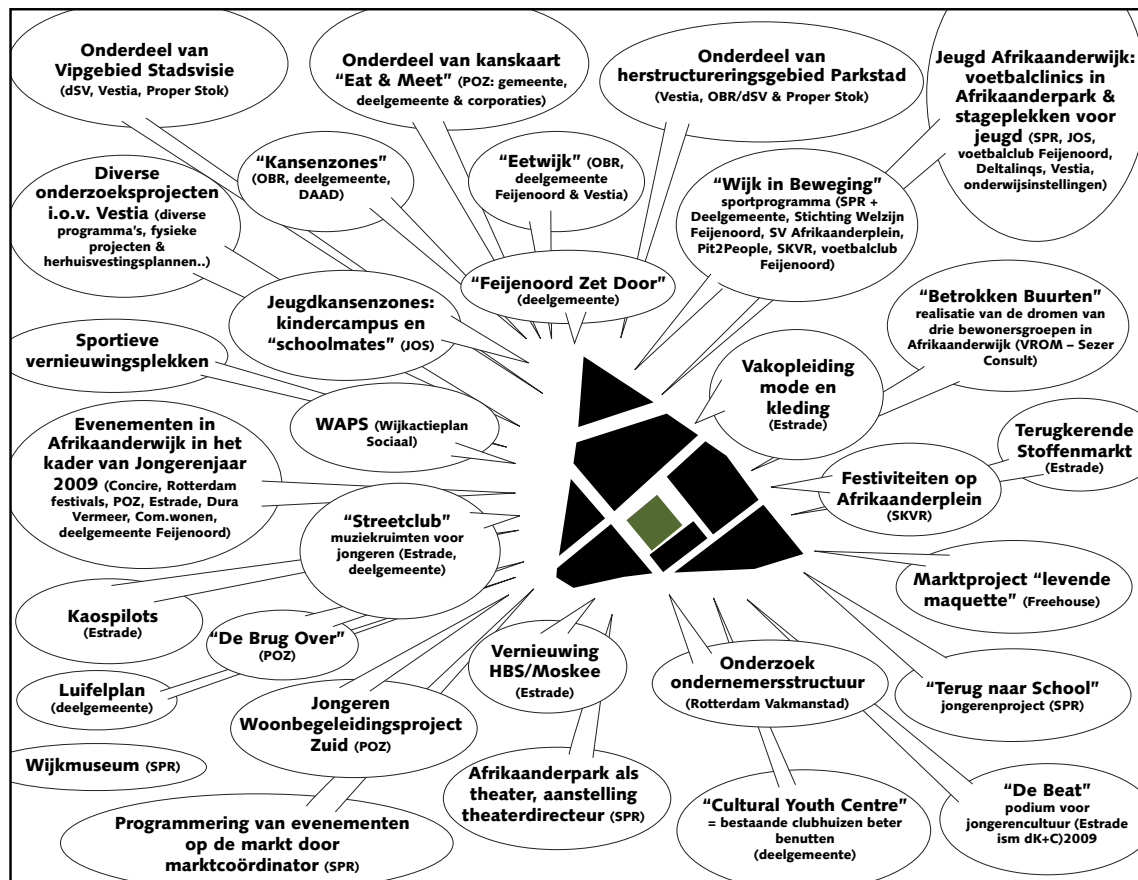 Onderdeel van
Vipgebied Stadsvisie
(dSV, Vestia, Proper Stok)
Onderdeel van kanskaart
“Eat & Meet” (POZ: gemeente,
deelgemeente & corporaties)
Onderdeel van
herstructureringsgebied Parkstad
(Vestia, OBR/dSV & Proper Stok)
Jeugd Afrikaanderwijk:
voetbalclinics in
Afrikaanderpark &
stageplekken voor
jeugd (SPR, JOS,
voetbalclub Feijenoord,
Deltalinqs, Vestia,
onderwijsinstellingen)
“Kansenzones”
(OBR, deelgemeente,
DAAD)
“Eetwijk” (OBR,
deelgemeente
Feijenoord & Vestia)
Diverse
onderzoeksprojecten
i.o.v. Vestia (diverse
programma’s, fysieke
projecten &
herhuisvestingsplannen..)
“Wijk in Beweging”
sportprogramma (SPR +
Deelgemeente, Stichting Welzijn
Feijenoord, SV Afrikaanderplein,
Pit2People, SKVR, voetbalclub
Feijenoord)
“Feijenoord Zet Door”
(deelgemeente)
“Betrokken Buurten”
realisatie van de dromen van
drie bewonersgroepen in
Afrikaanderwijk (VROM – Sezer
Consult)
Jeugdkansenzones:
kindercampus en
“schoolmates” (JOS)
Sportieve
vernieuwingsplekken
Vakopleiding
mode en
kleding
(Estrade)
WAPS (Wijkactieplan
Sociaal)
Evenementen in
Afrikaanderwijk in het
kader van Jongerenjaar
2009 (Concire, Rotterdam
festivals, POZ, Estrade, Dura
Vermeer, Com.wonen,
deelgemeente Feijenoord)
Terugkerende
Stoffenmarkt
(Estrade)
Festiviteiten op
Afrikaanderplein
(SKVR)
“Streetclub”
muziekruimten voor
jongeren (Estrade,
deelgemeente)
Marktproject “levende
maquette” (Freehouse)
Kaospilots
(Estrade)
“De Brug Over”
(POZ)
Vernieuwing
HBS/Moskee
(Estrade)
Onderzoek
ondernemersstructuur
(Rotterdam Vakmanstad)
“Terug naar School”
jongerenproject (SPR)
Luifelplan
(deelgemeente)
Jongeren
Woonbegeleidingsproject
Zuid (POZ)
Wijkmuseum (SPR)
Afrikaanderpark als
theater, aanstelling
theaterdirecteur (SPR)
“Cultural Youth Centre”
= bestaande clubhuizen beter
benutten
(deelgemeente)
“De Beat”
podium voor
jongerencultuur (Estrade
ism dK+C)2009
Programmering van evenementen
op de markt door
marktcoördinator (SPR)